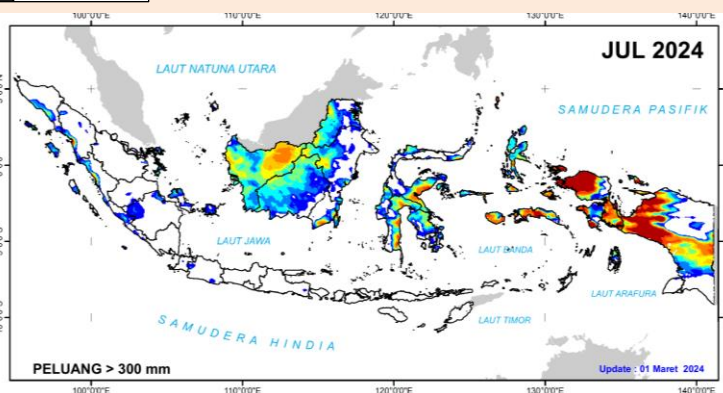 100°0'0"E 110°0'0"E 120°0'0"E 130°0'0"E 140°0'0"E
JUL 2024
LAUT NATUNA UTARA
SAMUDERA PASIFIK
LAUT JAWA
LAUT BANDA
LAUT ARAFURA
SAMUDERA HINDIA
LAUT TIMOR
PELUANG > 300 mm
Update : 01 Maret 2024
100°0'0"E 110°0'0"E 120°0'0"E 130°0'0"E 140°0'0"E